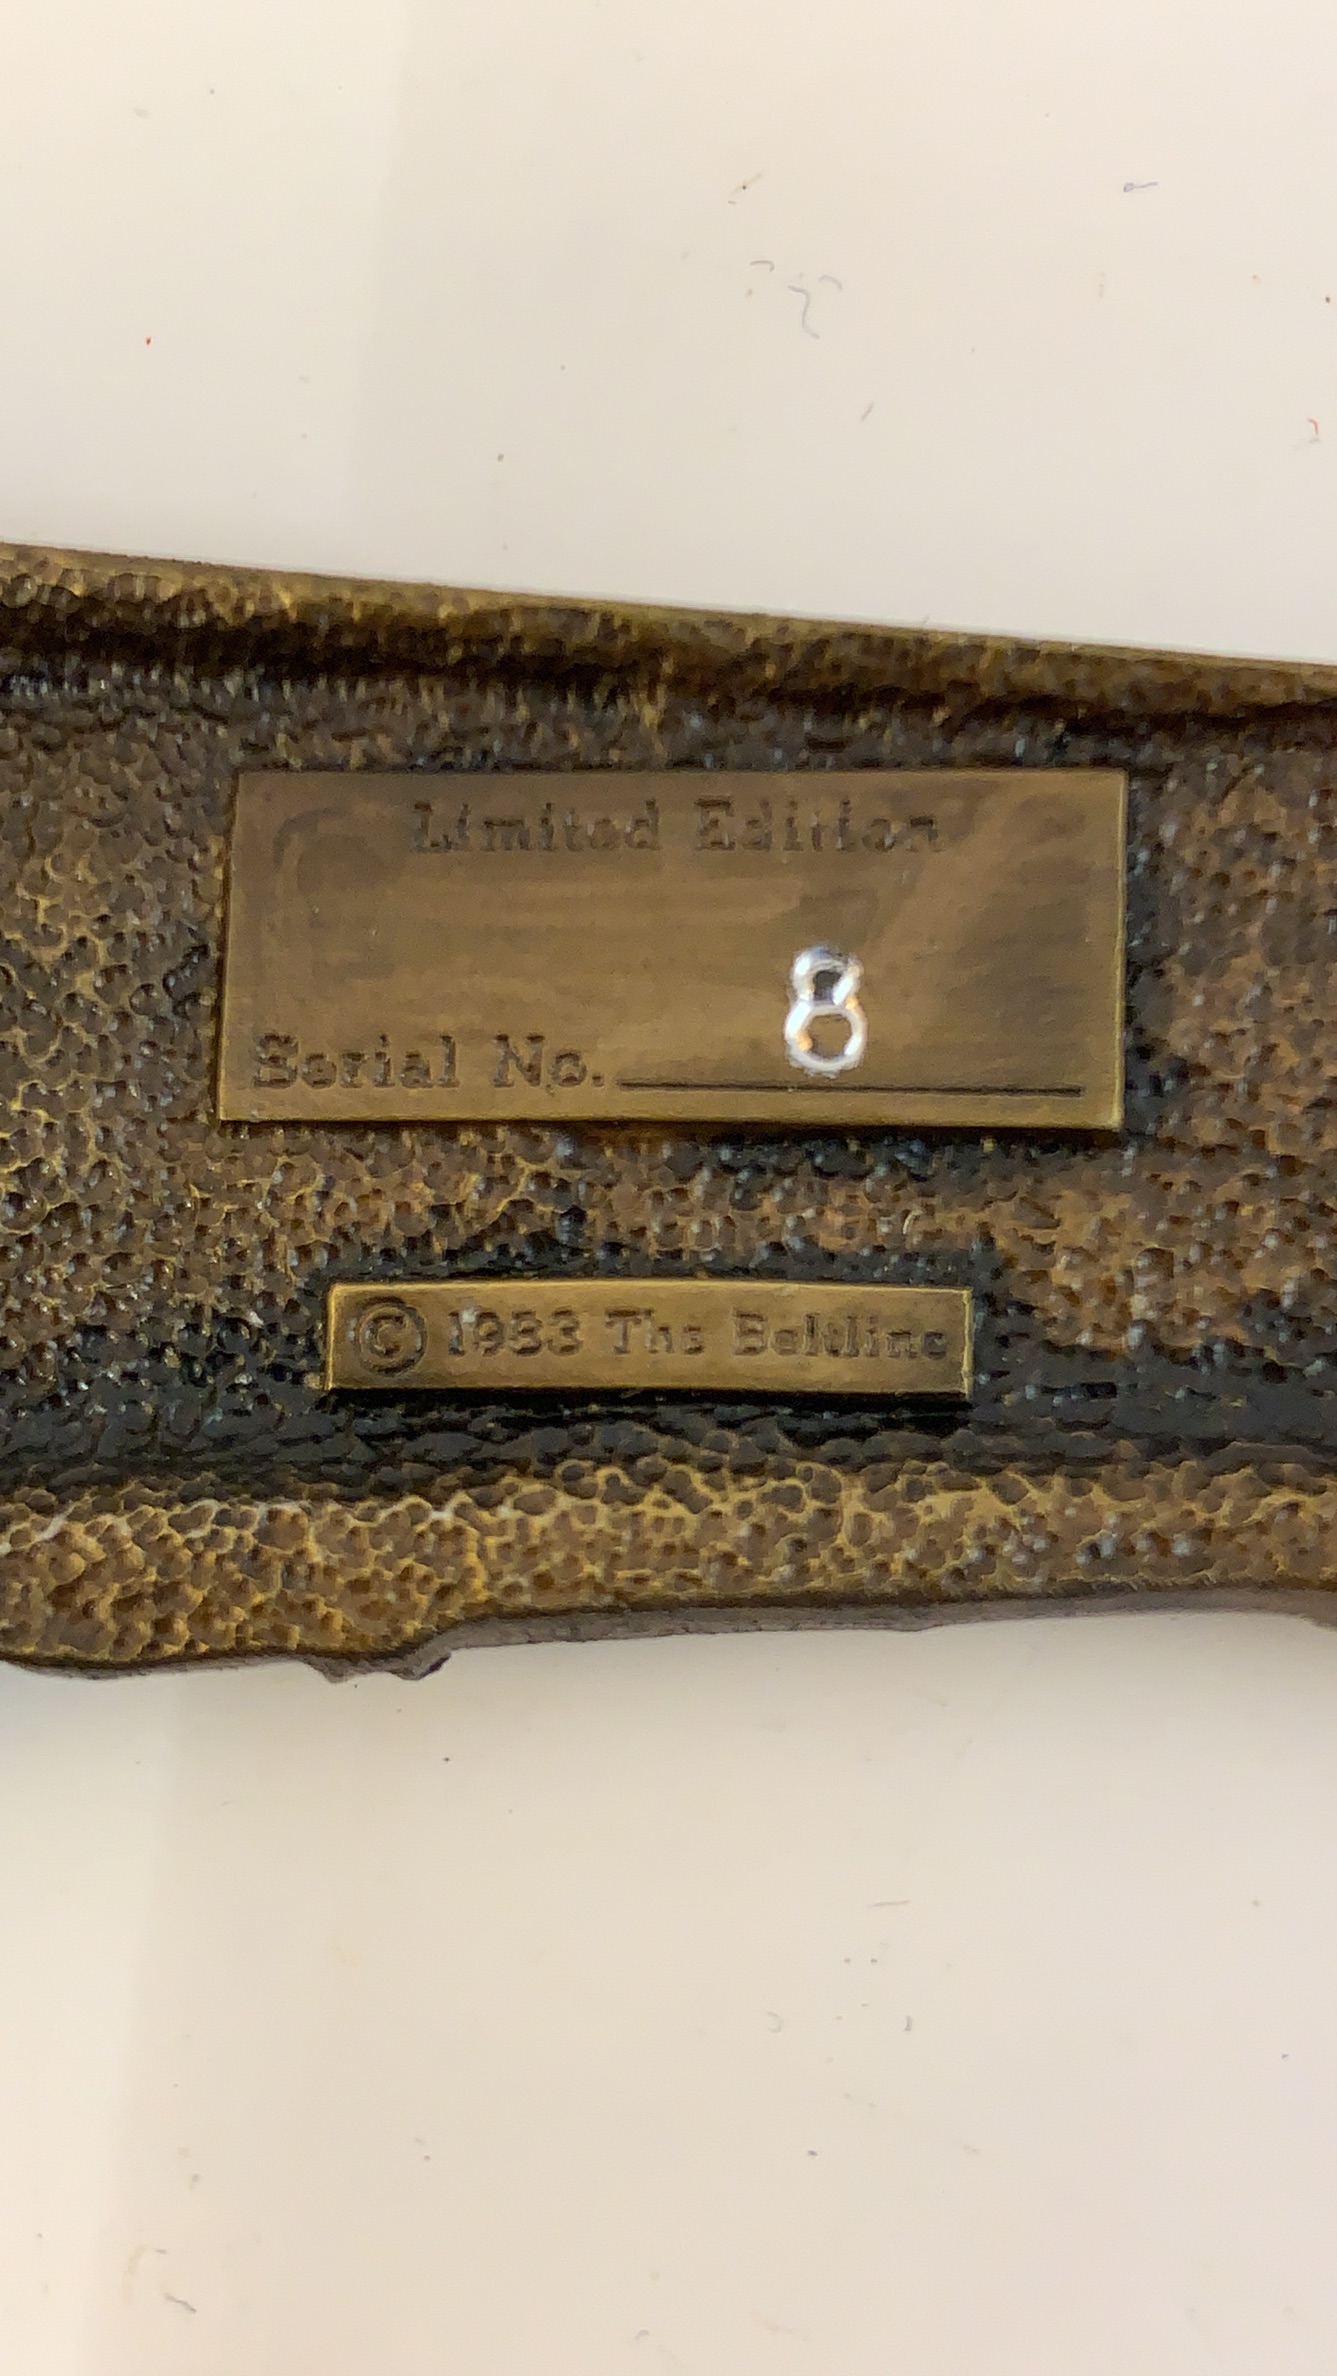 Limited Edition
Serial No. 8
© 1983 The Beltline